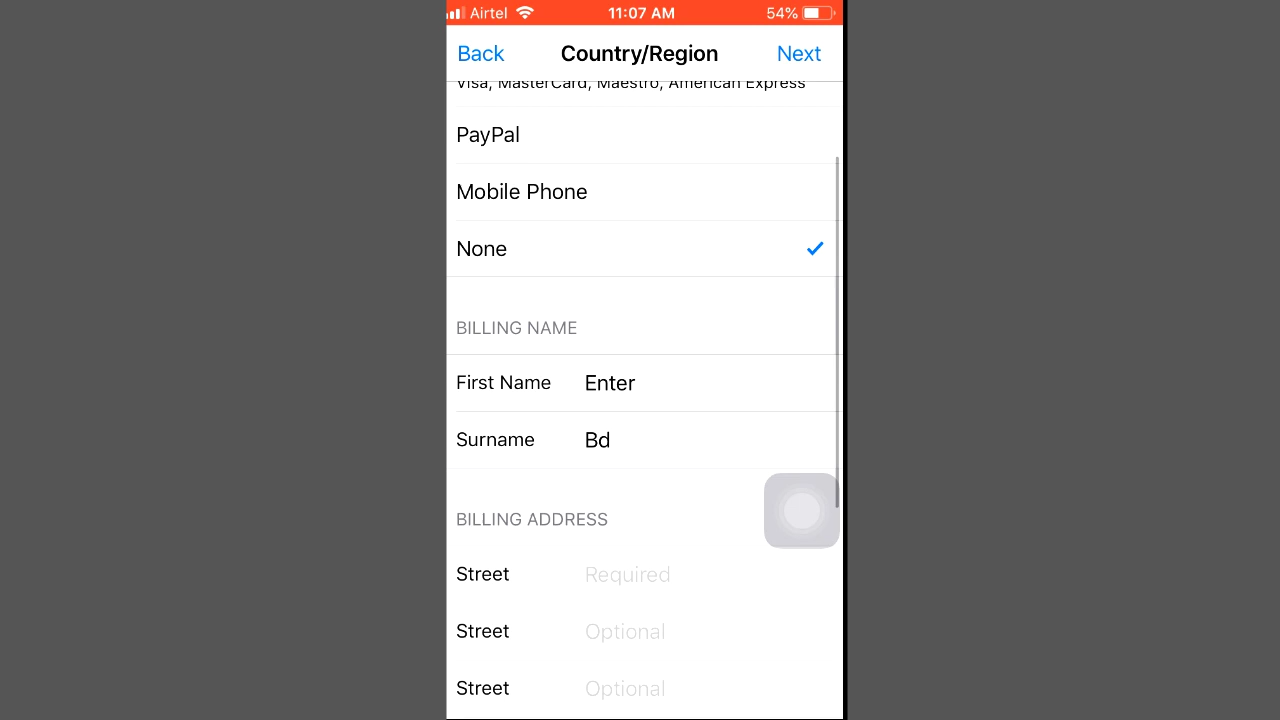 Airtel 11:07 AM 54%
Back Country/Region Next
Visa, MasterCard, Maestro, American Express
PayPal
Mobile Phone
None
BILLING NAME
First Name Enter
Surname Bd
BILLING ADDRESS
Street Required
Street Optional
Street Optional